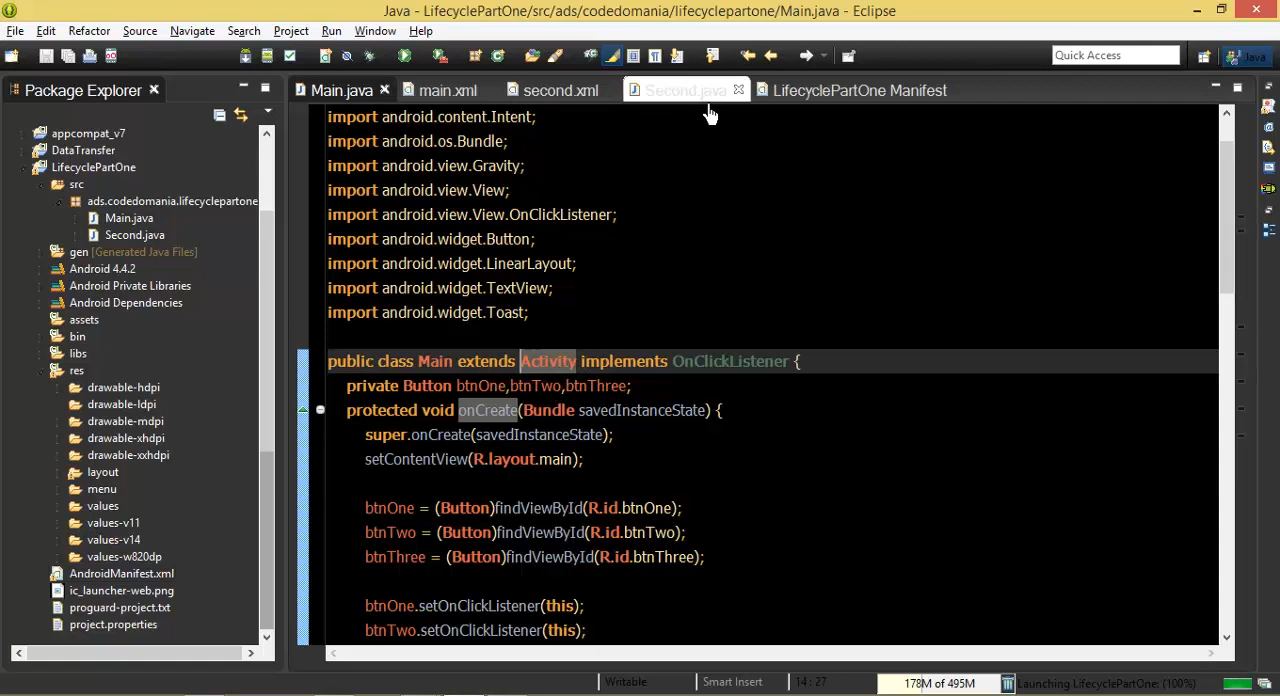 Java - LifecyclePartOne/src/ads/codedomania/lifecyclepartone/Main.java - Eclipse
File Edit Refactor Source Navigate Search Project Run Window Help
Quick Access
Java
Package Explorer
Main.java main.xml second.xml Second.java LifecyclePartOne Manifest
appcompat_v7
DataTransfer
LifecyclePartOne
src
ads.codedomania.lifecyclepartone
Main.java
Second.java
gen [Generated Java Files]
Android 4.4.2
Android Private Libraries
Android Dependencies
assets
bin
libs
res
drawable-hdpi
drawable-ldpi
drawable-mdpi
drawable-xhdpi
drawable-xxhdpi
layout
menu
values
values-v11
values-v14
values-w820dp
AndroidManifest.xml
ic_launcher-web.png
proguard-project.txt
project.properties
import android.content.Intent;
import android.os.Bundle;
import android.view.Gravity;
import android.view.View;
import android.view.View.OnClickListener;
import android.widget.Button;
import android.widget.LinearLayout;
import android.widget.TextView;
import android.widget.Toast;
public class Main extends Activity implements OnClickListener {
private Button btnOne,btnTwo,btnThree;
protected void onCreate(Bundle savedInstanceState) {
super.onCreate(savedInstanceState);
setContentView(R.layout.main);
btnOne = (Button)findViewById(R.id.btnOne);
btnTwo = (Button)findViewById(R.id.btnTwo);
btnThree = (Button)findViewById(R.id.btnThree);
btnOne.setOnClickListener(this);
btnTwo.setOnClickListener(this);
Writable Smart Insert 14 : 27 178M of 495M Launching LifecyclePartOne: (100%)